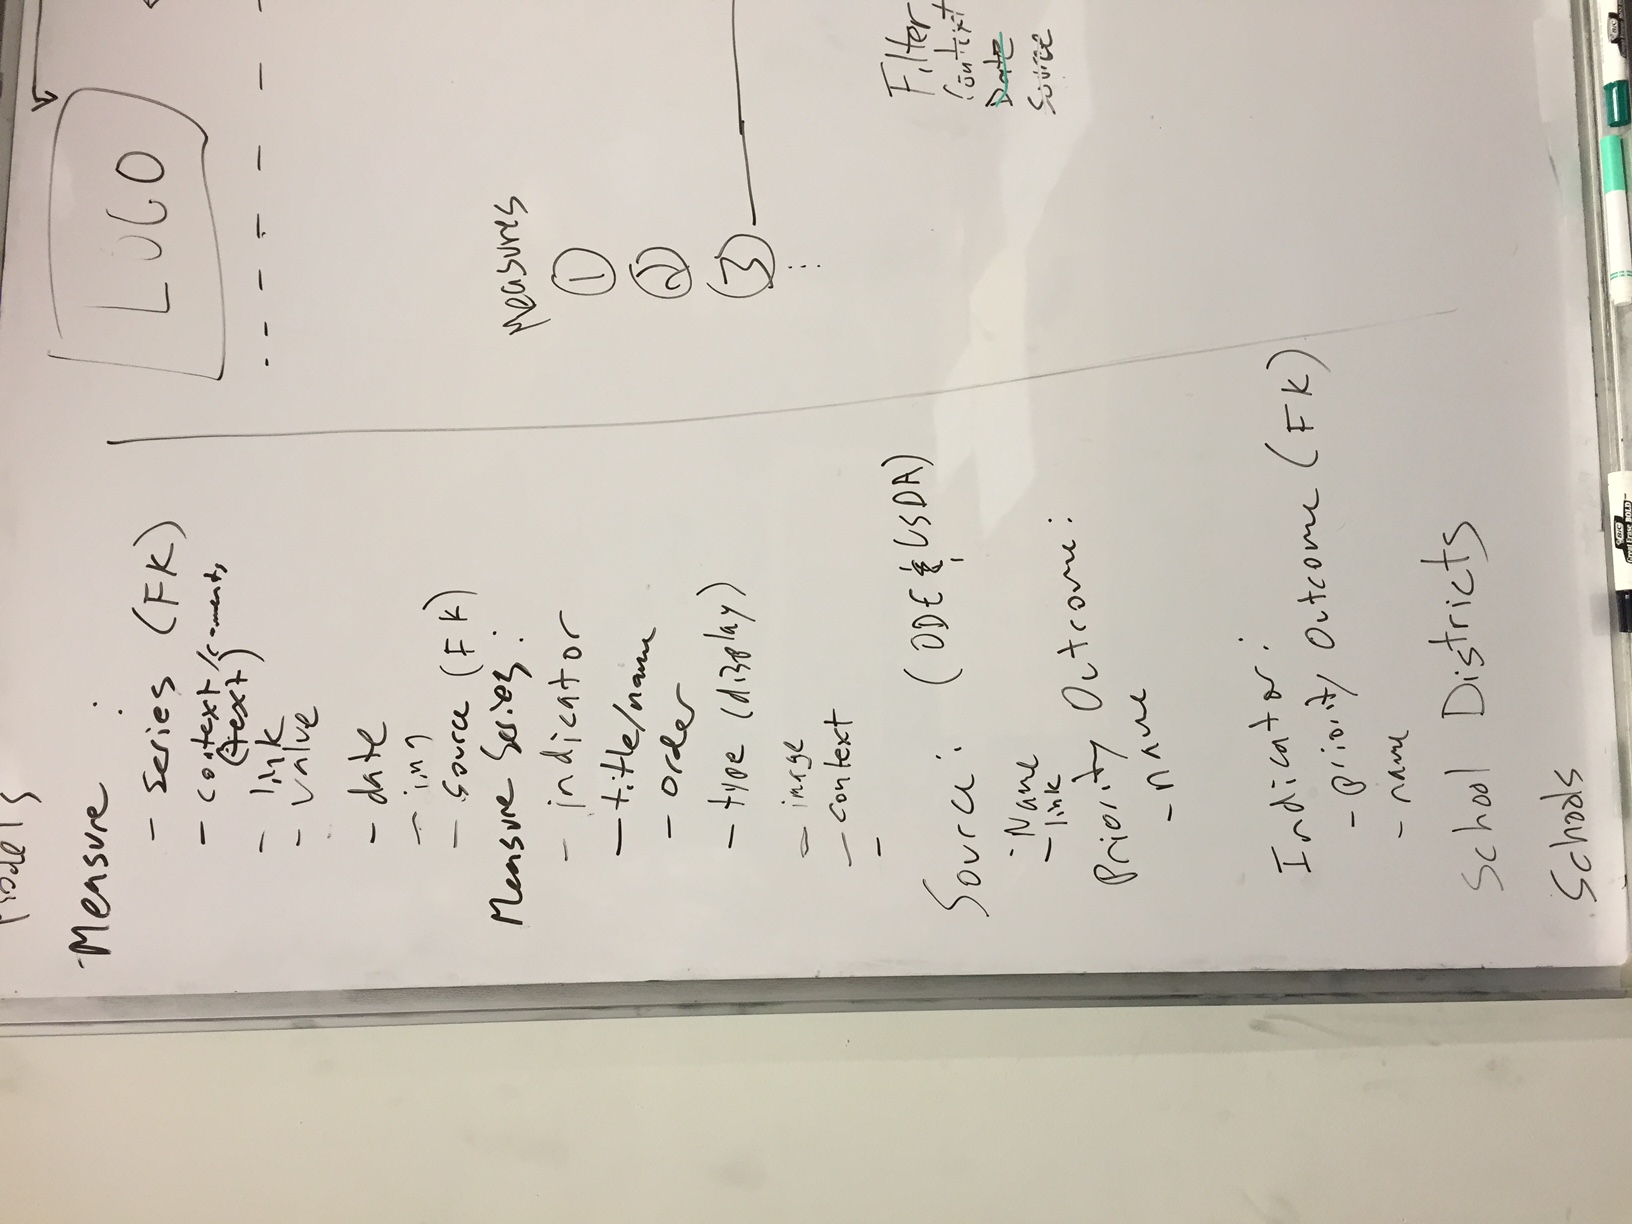 Models
- Measure :
- series (FK)
- context/comments
(text)
- link
- value
- date
- img
- source (FK)
Measure Series:
- indicator
- title/name
- order
- type (display)
- image
- context
-
Source: (ODE & USDA)
- Name
- link
Priority Outcome:
- name
Indicator:
- priority Outcome (FK)
- name
School Districts
Schools
LOGO
Measures
1
2
3
Filter
Context
Date
Source
BIC
Great Erase BOLD
BIC